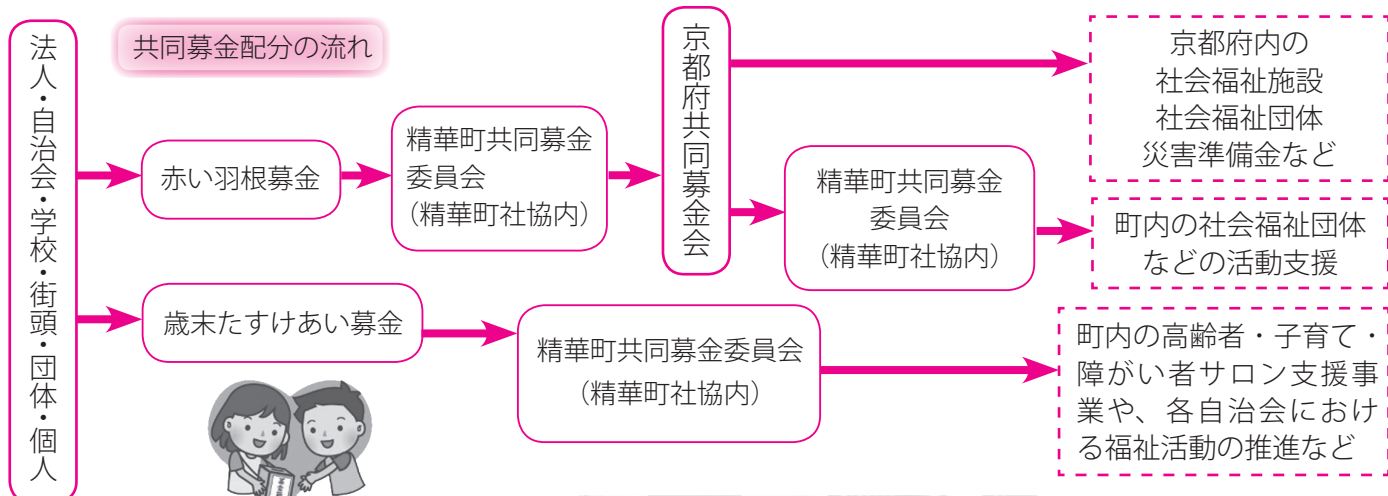 共同募金配分の流れ
法人・自治会・学校・街頭・団体・個人
赤い羽根募金
精華町共同募金
委員会
（精華町社協内）
京都府共同募金会
京都府内の
社会福祉施設
社会福祉団体
災害準備金など
精華町共同募金
委員会
（精華町社協内）
町内の社会福祉団体
などの活動支援
歳末たすけあい募金
精華町共同募金委員会
（精華町社協内）
町内の高齢者・子育て・
障がい者サロン支援事
業や、各自治会におけ
る福祉活動の推進など